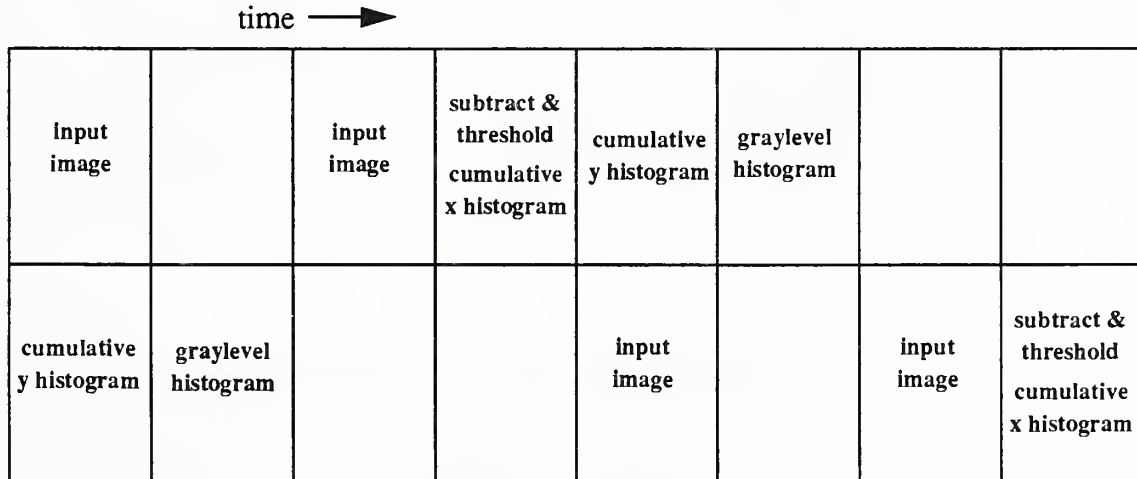 time
input
image
input
image
subtract &
threshold
cumulative
x histogram
cumulative
y histogram
graylevel
histogram
cumulative
y histogram
graylevel
histogram
input
image
input
image
subtract &
threshold
cumulative
x histogram